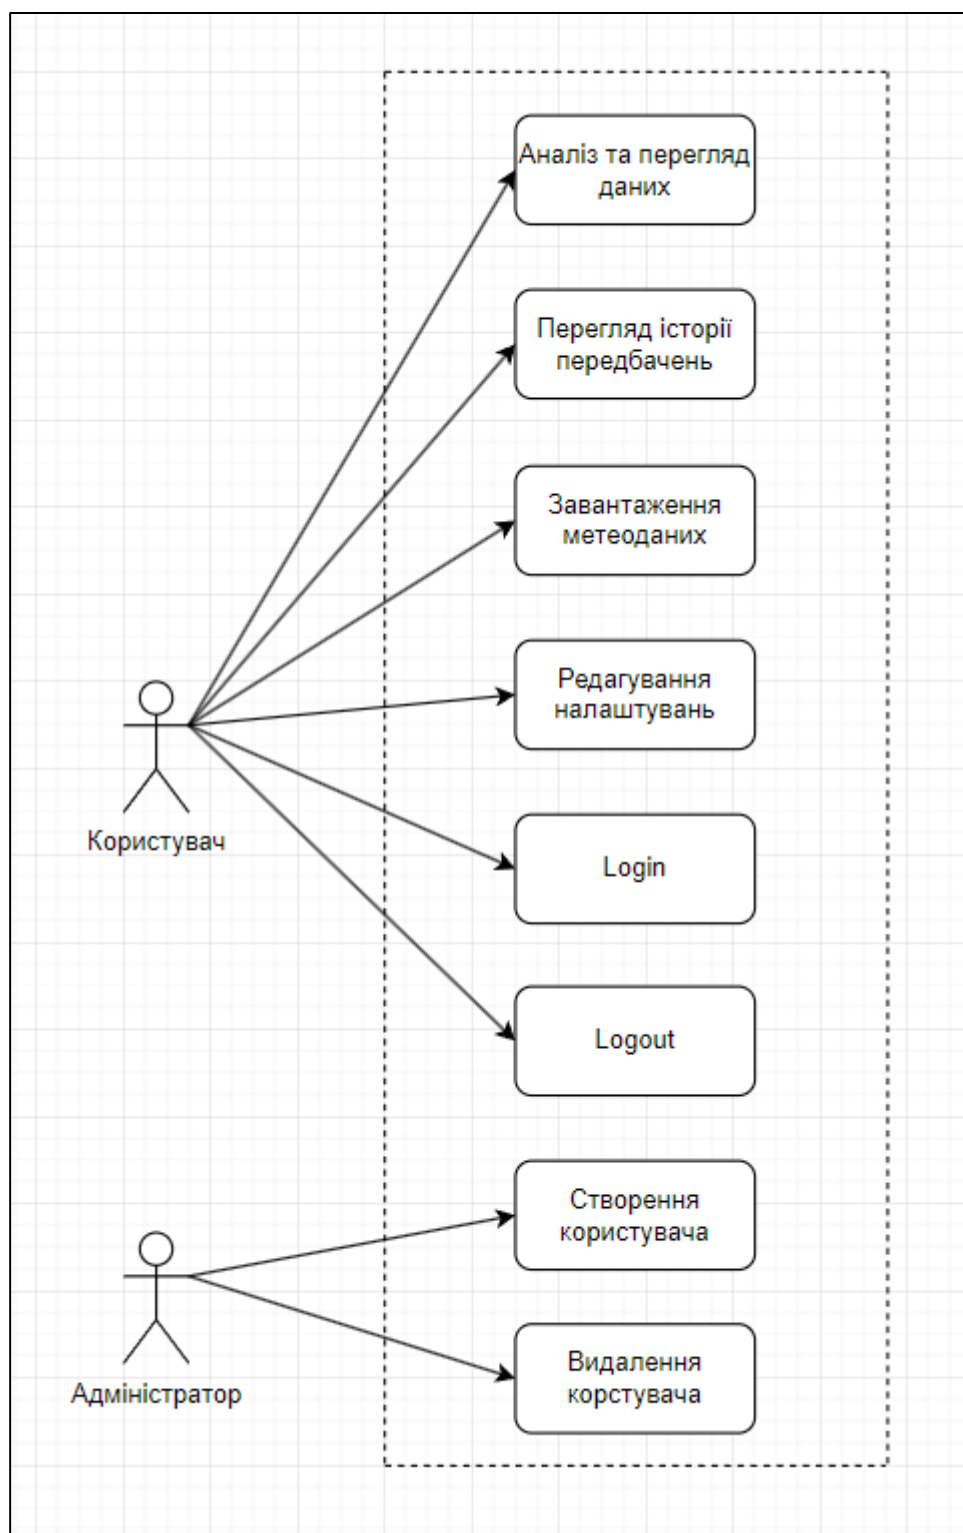 Аналіз та перегляд
даних
Перегляд історії
передбачень
Завантаження
метеоданих
Редагування
налаштувань
Користувач
Login
Logout
Створення
користувача
Адміністратор
Видалення
корстувача